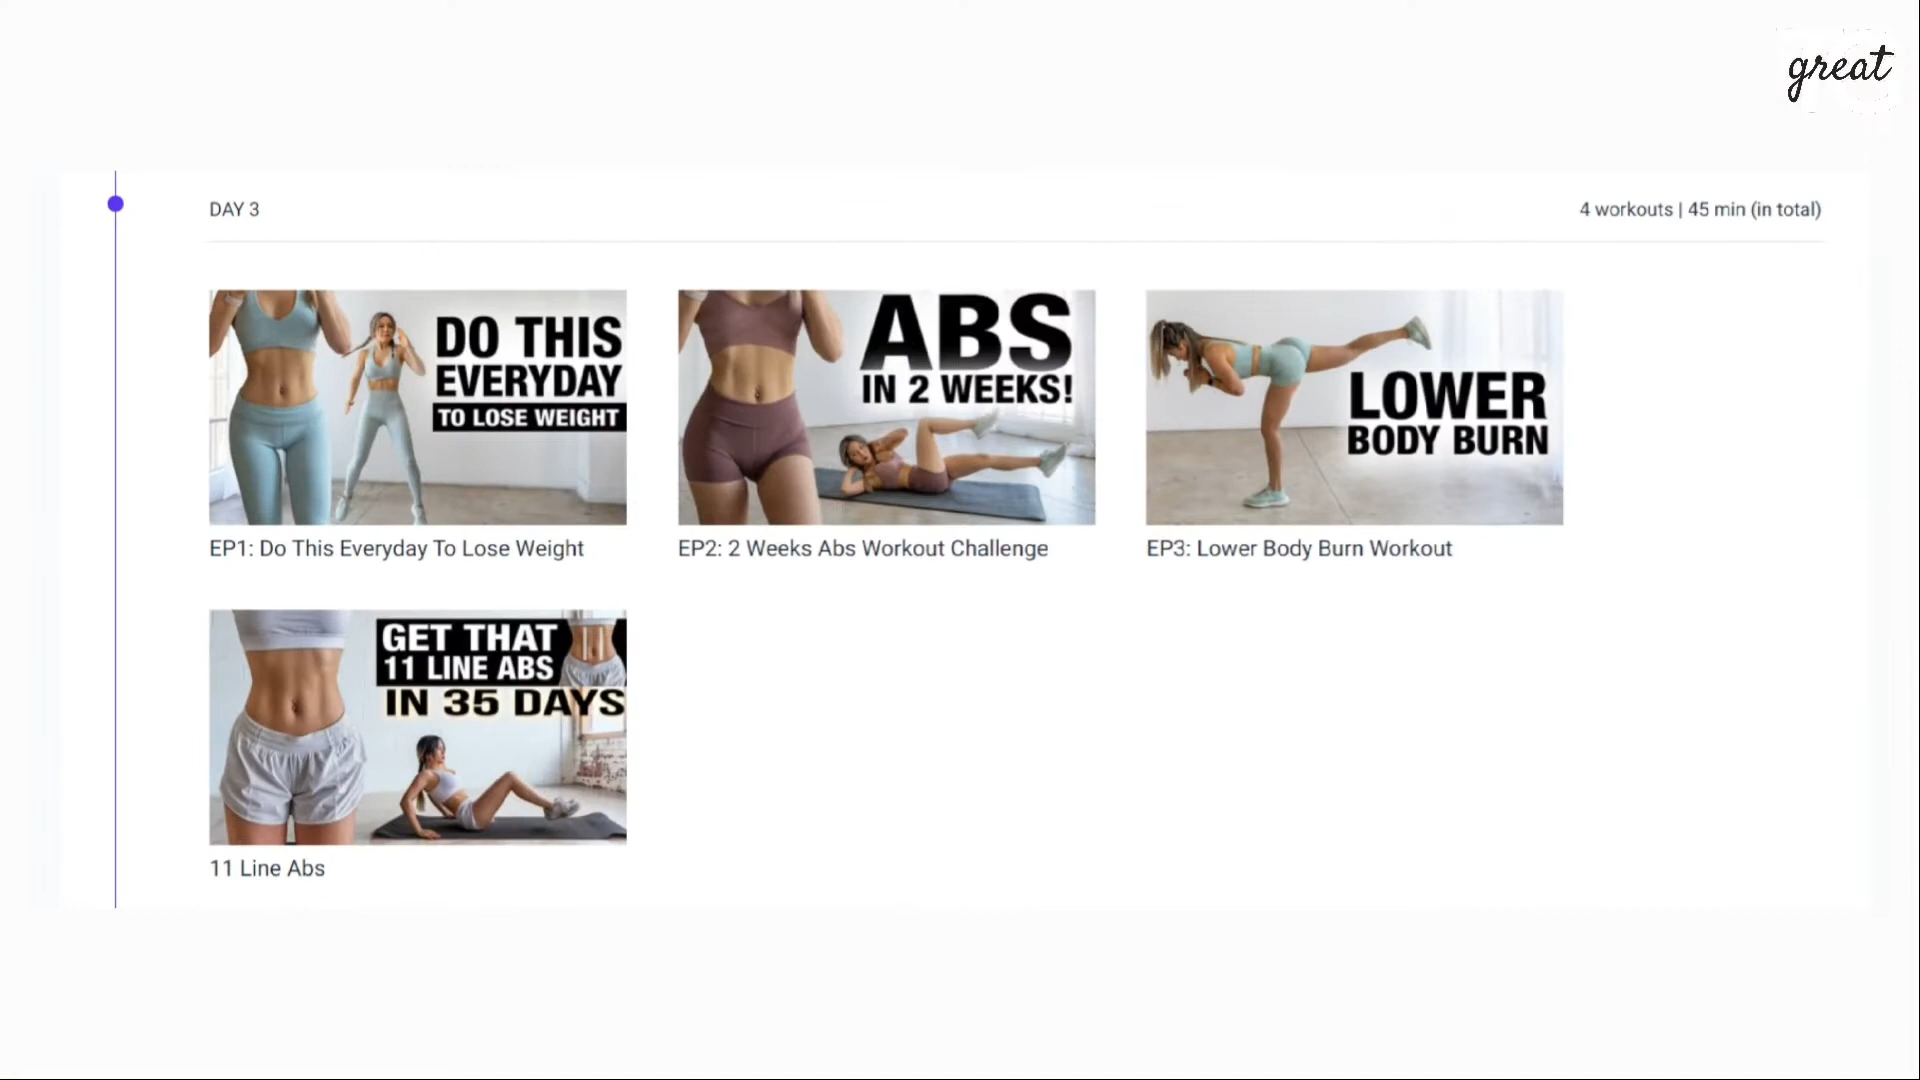 great
DAY 3
4 workouts | 45 min (in total)
DO THIS
EVERYDAY
TO LOSE WEIGHT
ABS
IN 2 WEEKS!
LOWER
BODY BURN
EP1: Do This Everyday To Lose Weight
EP2: 2 Weeks Abs Workout Challenge
EP3: Lower Body Burn Workout
GET THAT
11 LINE ABS
IN 35 DAYS
11 Line Abs